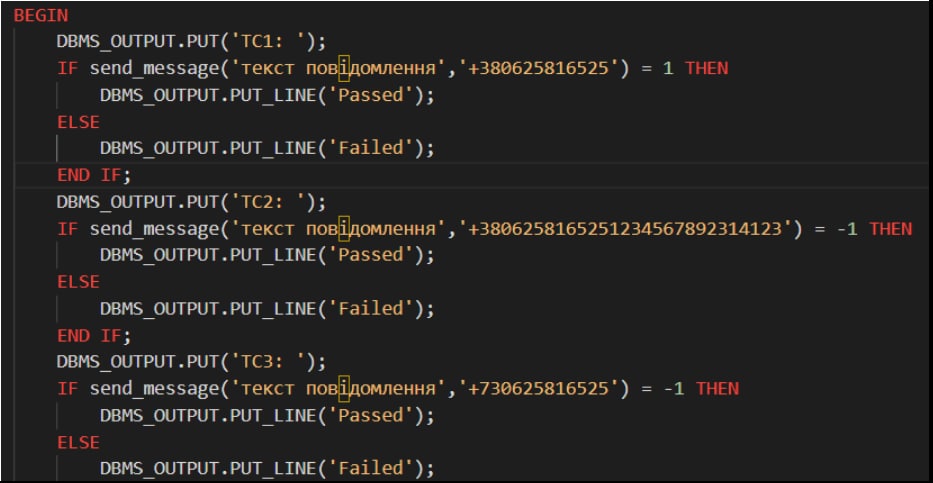 BEGIN
DBMS_OUTPUT.PUT('TC1: ');
IF send_message('текст повідомлення','+380625816525') = 1 THEN
DBMS_OUTPUT.PUT_LINE('Passed');
ELSE
DBMS_OUTPUT.PUT_LINE('Failed');
END IF;
DBMS_OUTPUT.PUT('TC2: ');
IF send_message('текст повідомлення','+3806258165251234567892314123') = -1 THEN
DBMS_OUTPUT.PUT_LINE('Passed');
ELSE
DBMS_OUTPUT.PUT_LINE('Failed');
END IF;
DBMS_OUTPUT.PUT('TC3: ');
IF send_message('текст повідомлення','+730625816525') = -1 THEN
DBMS_OUTPUT.PUT_LINE('Passed');
ELSE
DBMS_OUTPUT.PUT_LINE('Failed');